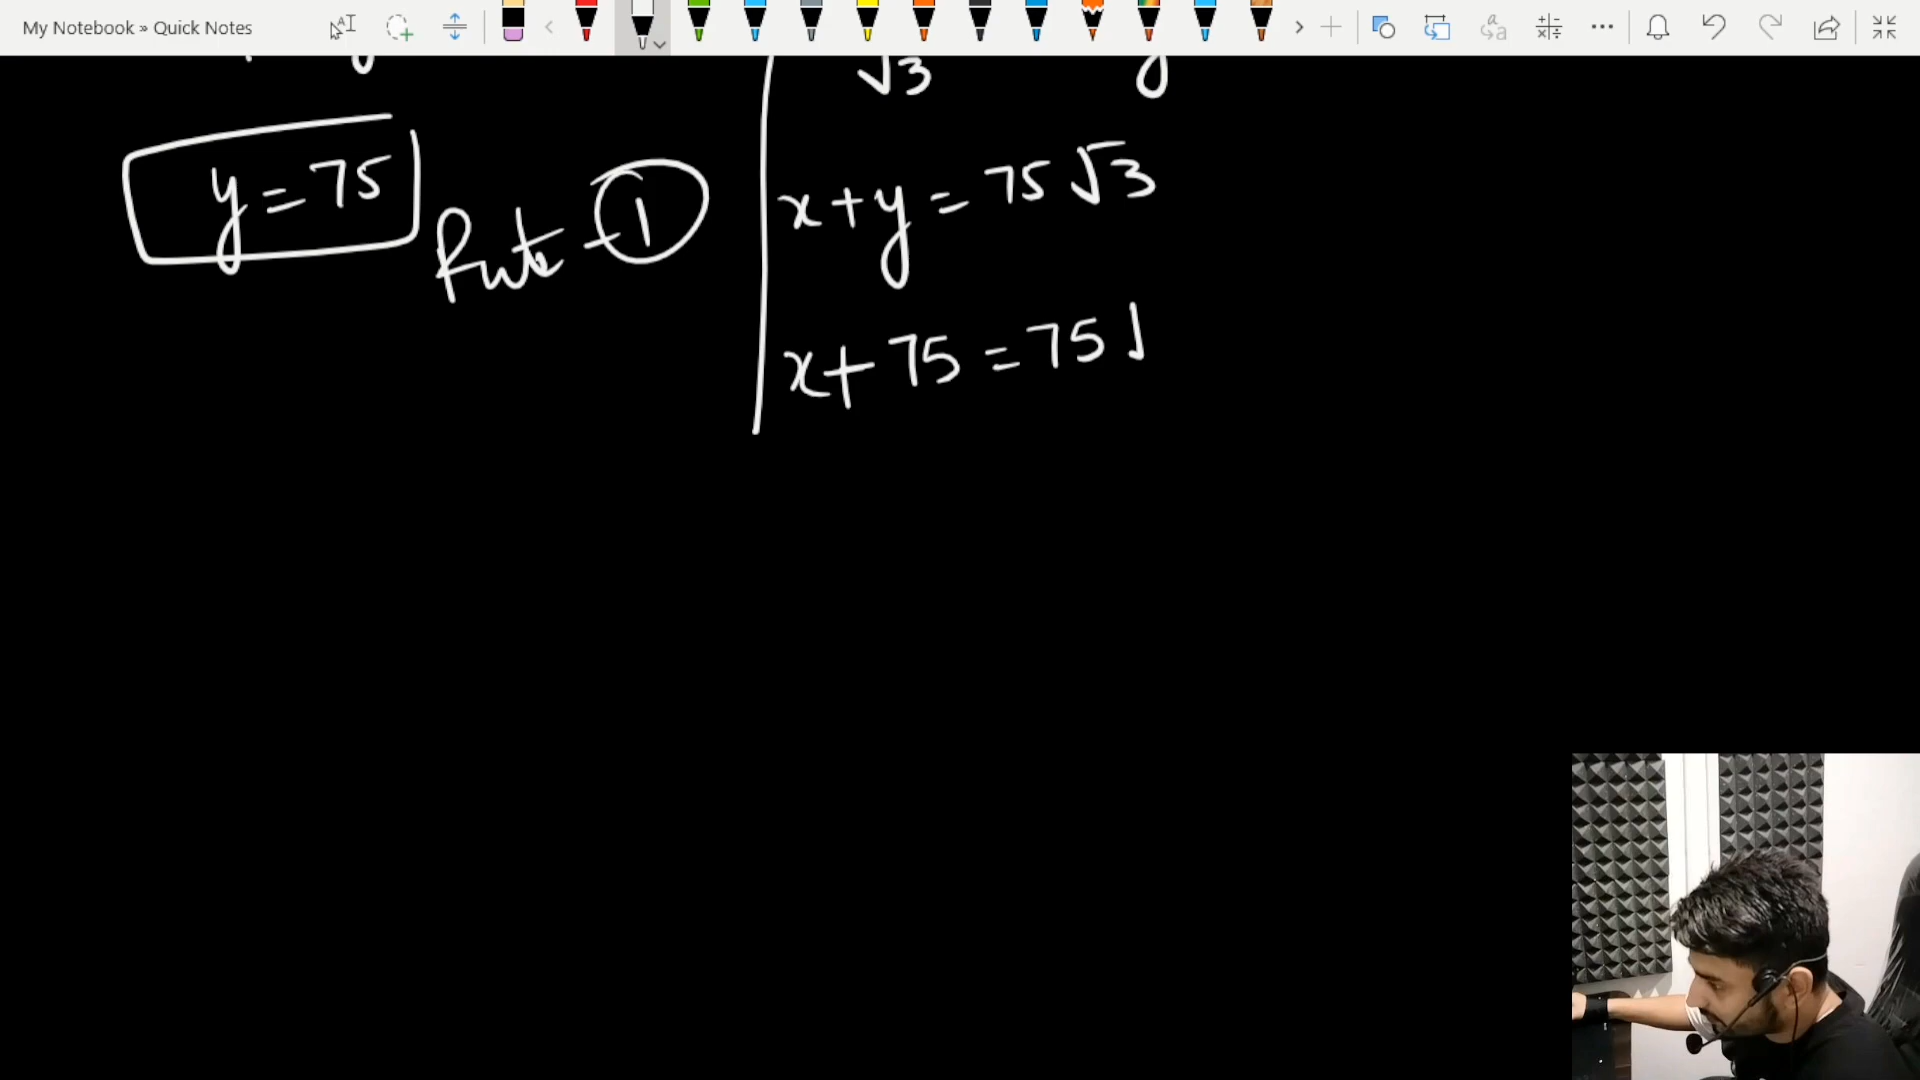 My Notebook » Quick Notes
√3 y
y = 75
Put - ①
x + y = 75 √3
x + 75 = 75 √